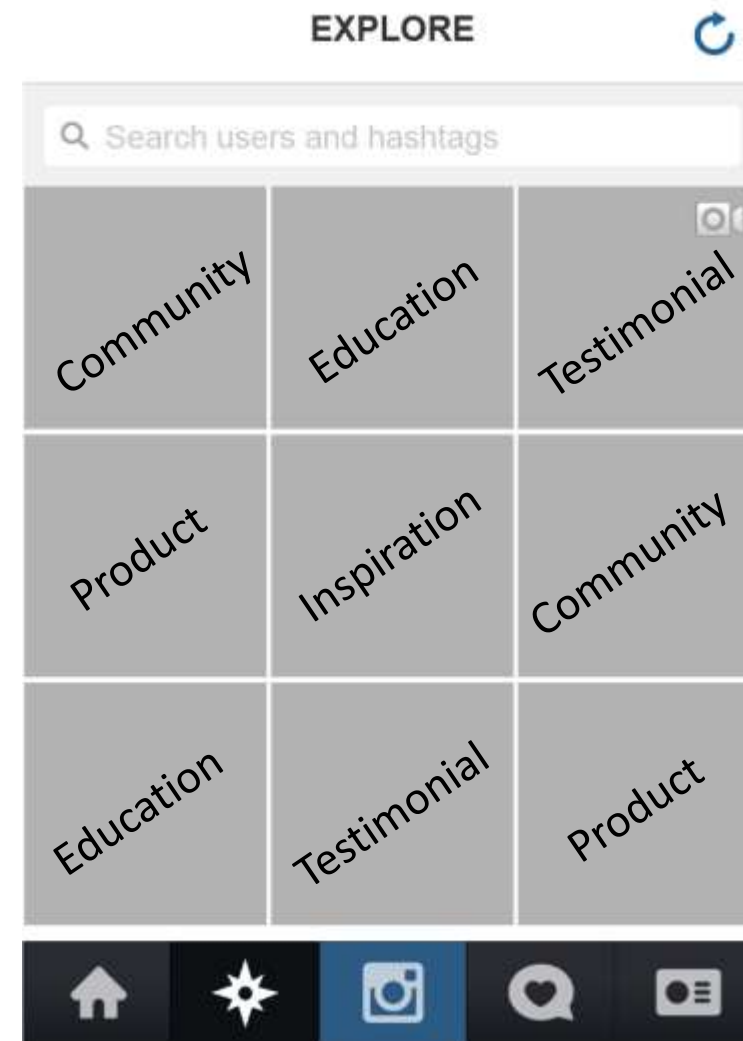 EXPLORE
Search users and hashtags
Community
Education
Testimonial
Product
Inspiration
Community
Education
Testimonial
Product